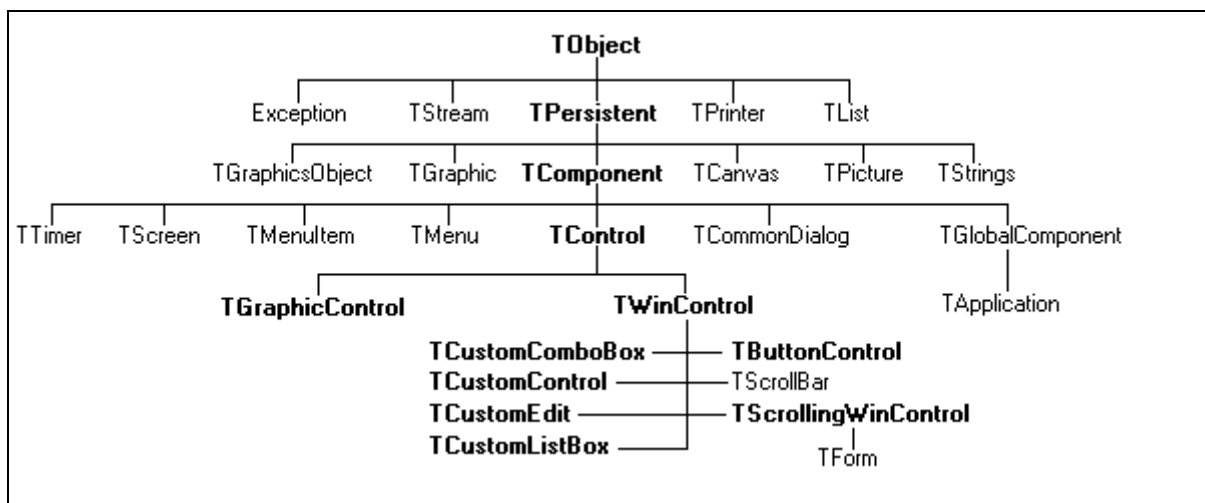 TObject
Exception TStream TPersistent TPrinter TList
TGraphicsObject TGraphic TComponent TCanvas TPicture TStrings
TTimer TScreen TMenuItem TMenu TControl TCommonDialog TGlobalComponent
TGraphicControl TWinControl TApplication
TCustomComboBox TButtonControl
TCustomControl TScrollBar
TCustomEdit TScrollingWinControl
TCustomListBox
TForm